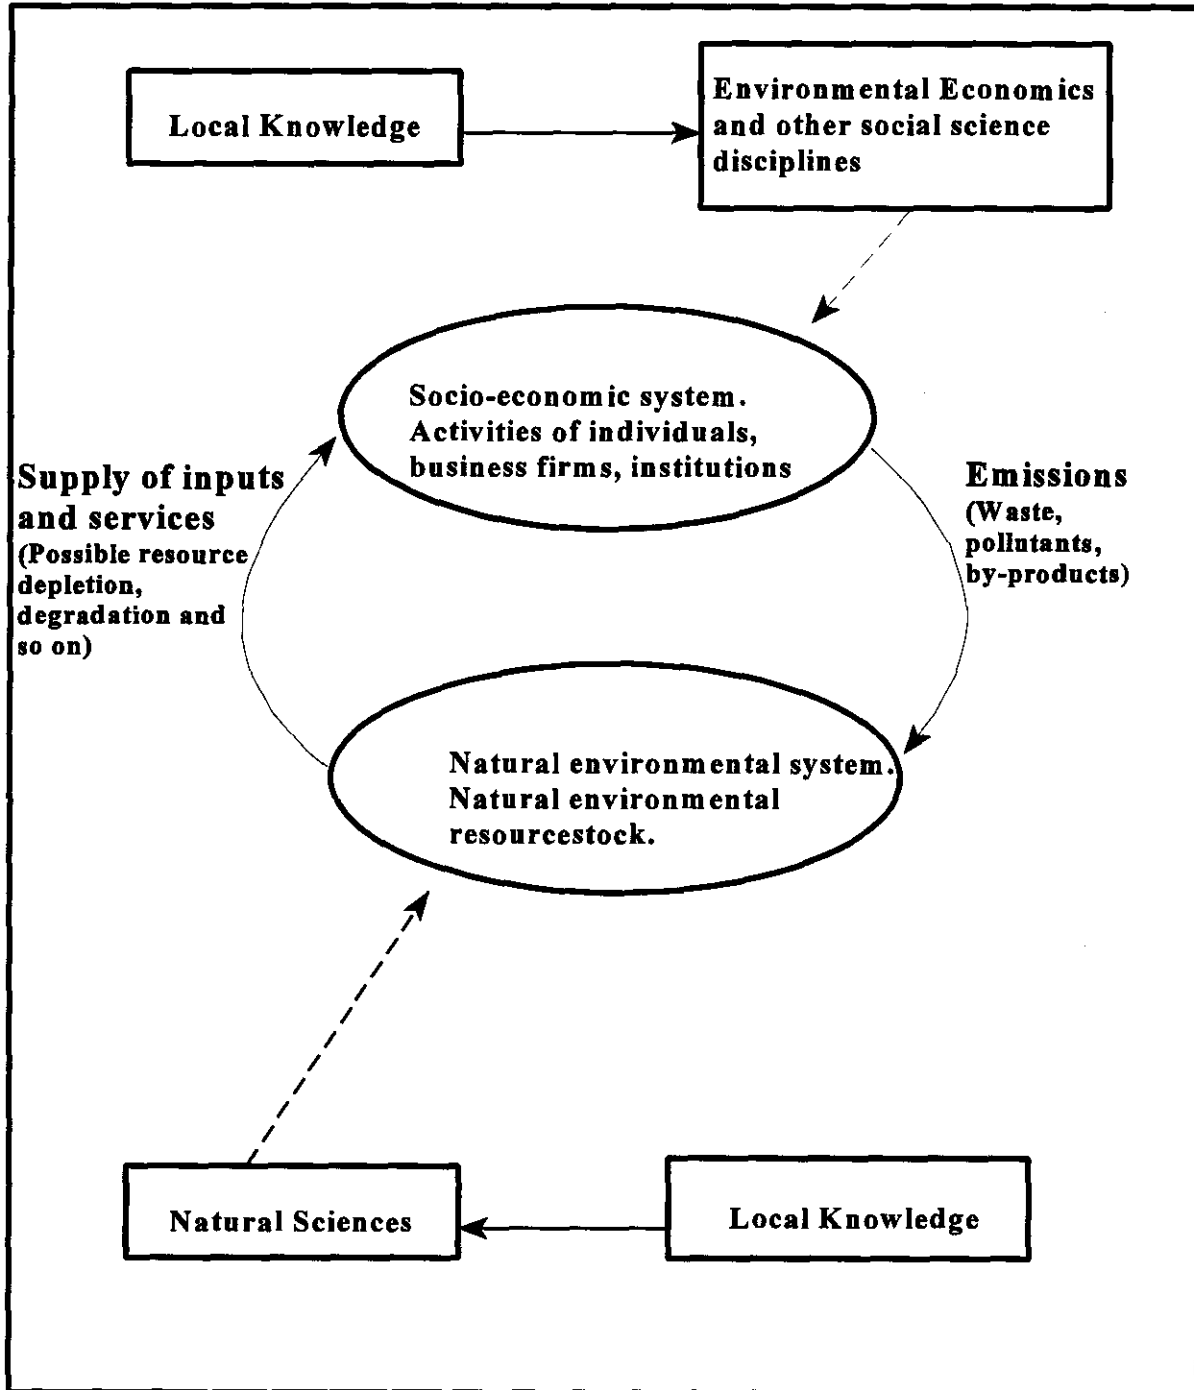 Local Knowledge
Environmental Economics
and other social science
disciplines
Socio-economic system.
Activities of individuals,
business firms, institutions
Supply of inputs
and services
(Possible resource
depletion,
degradation and
so on)
Emissions
(Waste,
pollutants,
by-products)
Natural environmental system.
Natural environmental
resourcestock.
Natural Sciences
Local Knowledge